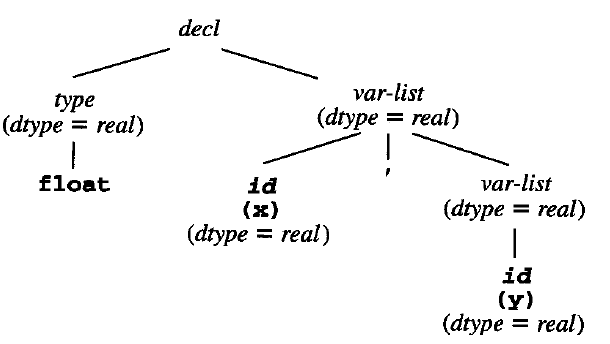 decl
type
(dtype = real)
var-list
(dtype = real)
float
id
(x)
(dtype = real)
,
var-list
(dtype = real)
id
(y)
(dtype = real)